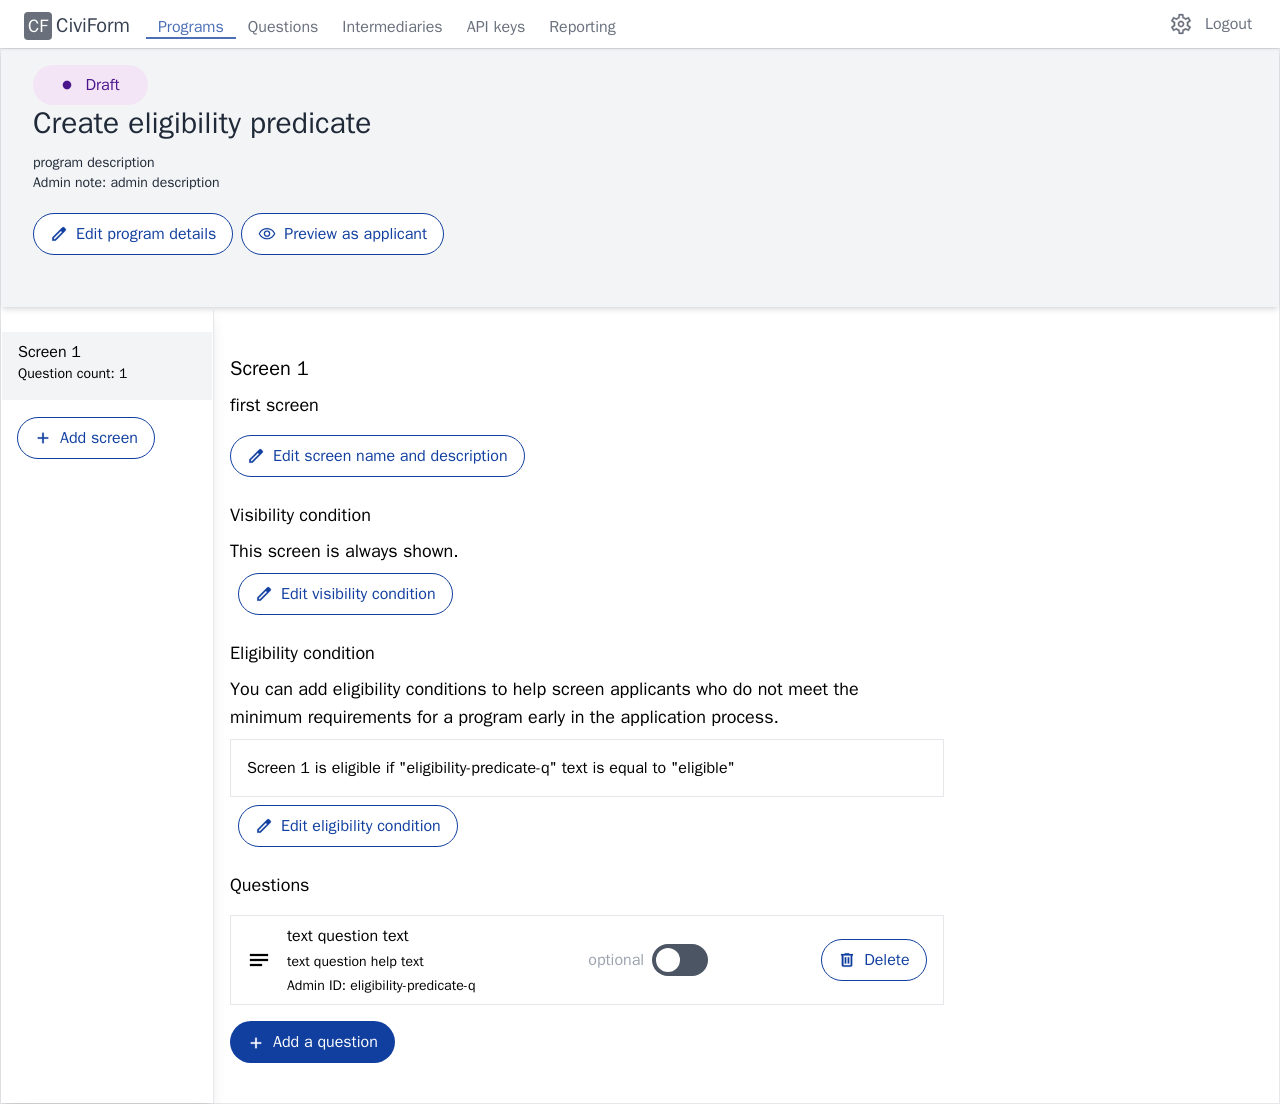 CF CiviForm Programs Questions Intermediaries API keys Reporting Logout
Draft
Create eligibility predicate
program description
Admin note: admin description
Edit program details Preview as applicant
Screen 1
Question count: 1
Add screen
Screen 1
first screen
Edit screen name and description
Visibility condition
This screen is always shown.
Edit visibility condition
Eligibility condition
You can add eligibility conditions to help screen applicants who do not meet the
minimum requirements for a program early in the application process.
Screen 1 is eligible if "eligibility-predicate-q" text is equal to "eligible"
Edit eligibility condition
Questions
text question text
text question help text
Admin ID: eligibility-predicate-q
optional
Delete
Add a question